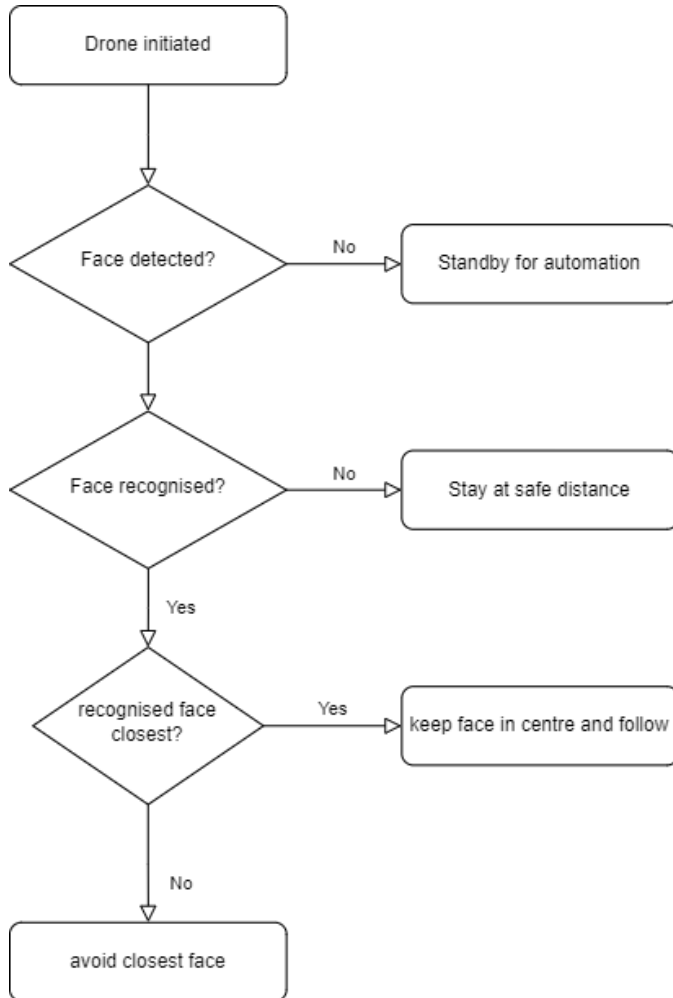 Drone initiated
Face detected?
No
Standby for automation
Face recognised?
No
Stay at safe distance
Yes
recognised face
closest?
Yes
keep face in centre and follow
No
avoid closest face